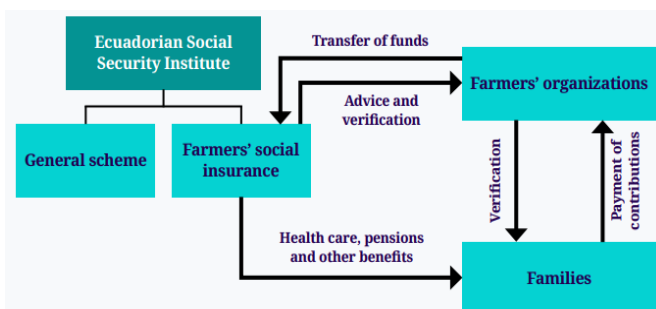 Ecuadorian Social
Security Institute
Transfer of funds
Farmers’ organizations
Advice and
verification
General scheme
Farmers’ social
insurance
Verification
Payment of
contributions
Health care, pensions
and other benefits
Families